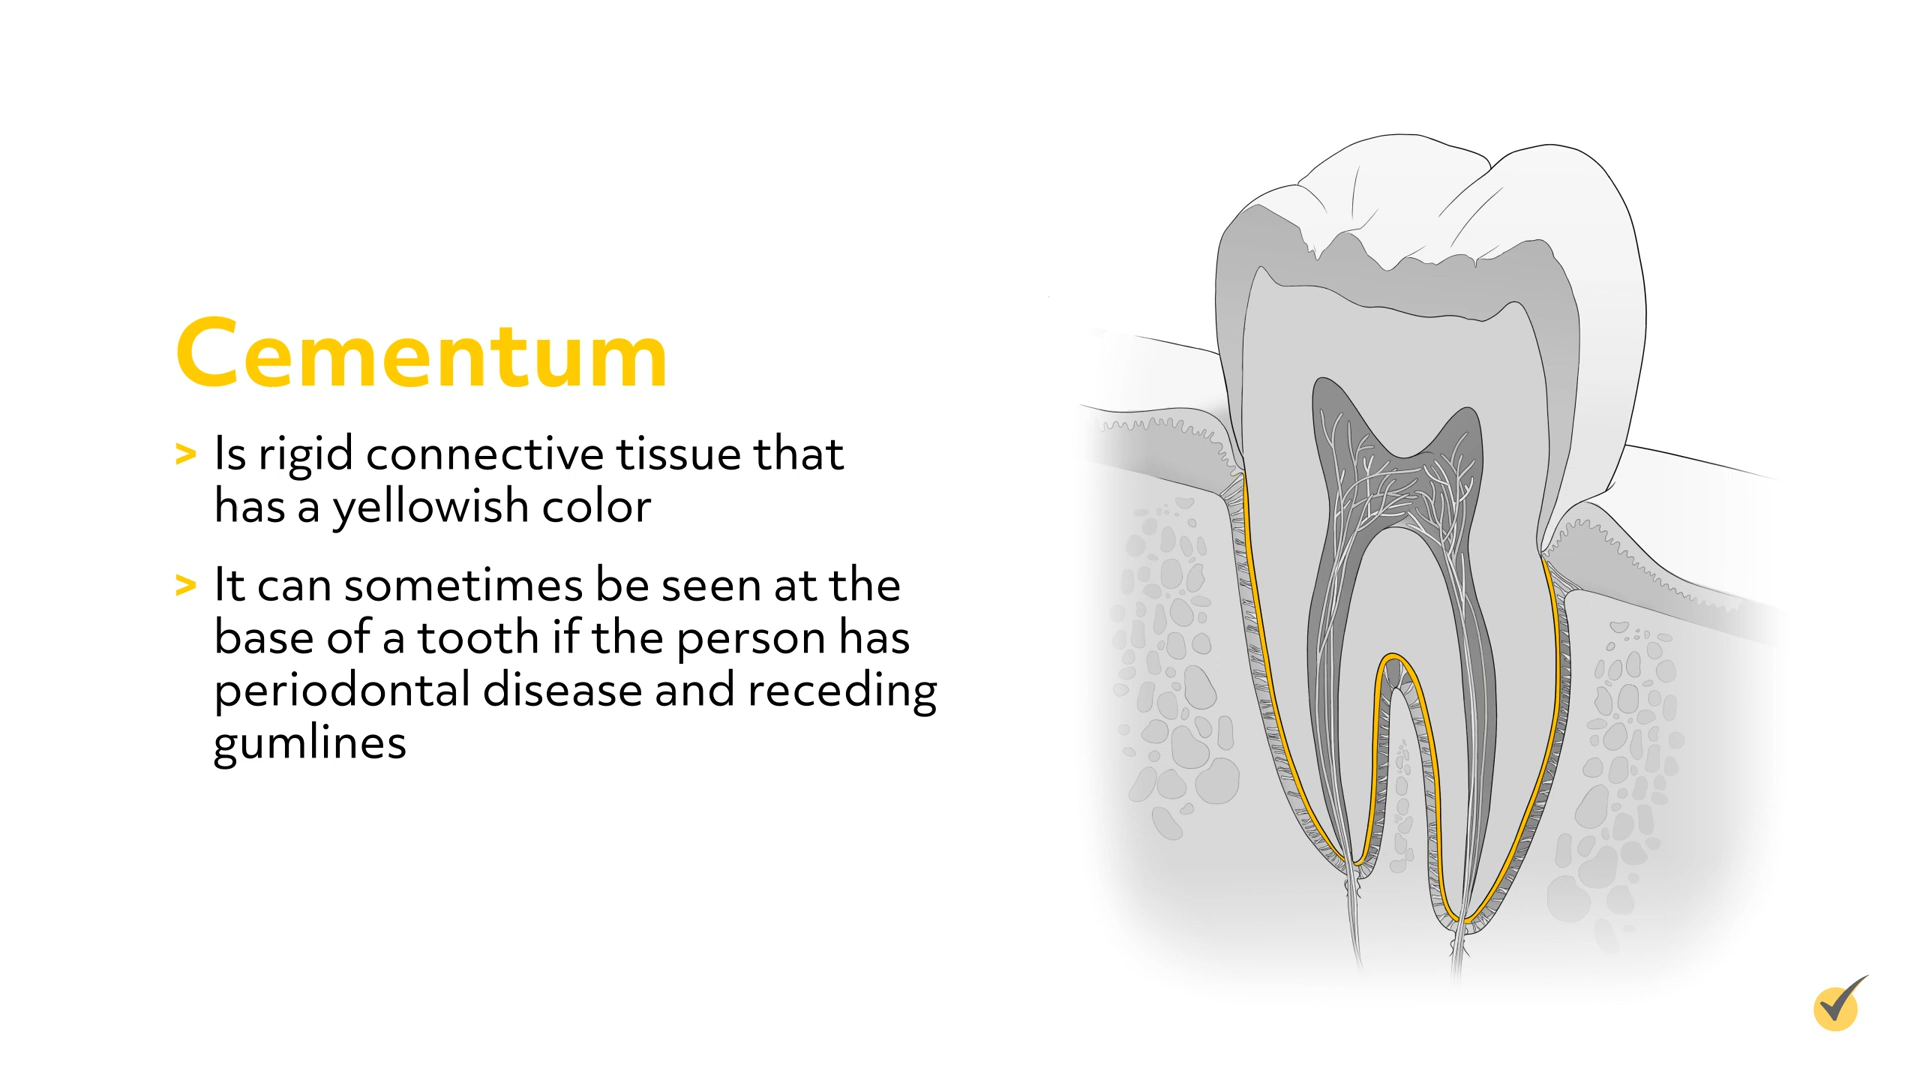 Cementum
> Is rigid connective tissue that
has a yellowish color
> It can sometimes be seen at the
base of a tooth if the person has
periodontal disease and receding
gumlines